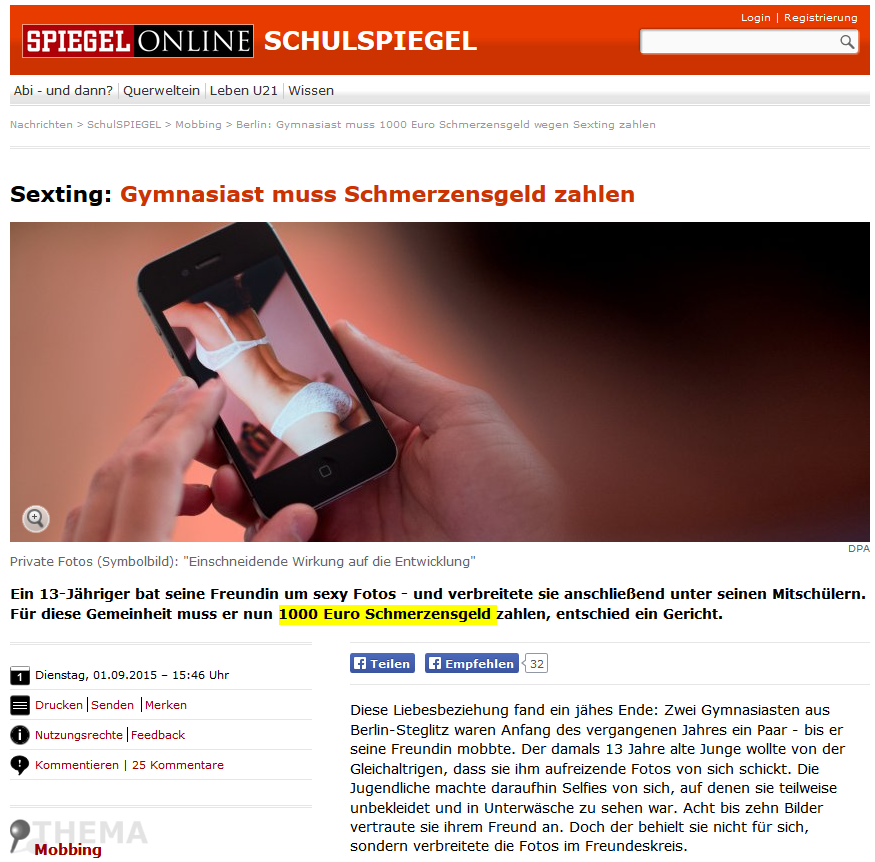 Login | Registrierung
SPIEGEL ONLINE SCHULSPIEGEL
Abi - und dann? | Querweltein | Leben U21 | Wissen
Nachrichten > SchulSPIEGEL > Mobbing > Berlin: Gymnasiast muss 1000 Euro Schmerzensgeld wegen Sexting zahlen
Sexting: Gymnasiast muss Schmerzensgeld zahlen
DPA
Private Fotos (Symbolbild): "Einschneidende Wirkung auf die Entwicklung"
Ein 13-Jähriger bat seine Freundin um sexy Fotos - und verbreitete sie anschließend unter seinen Mitschülern.
Für diese Gemeinheit muss er nun 1000 Euro Schmerzensgeld zahlen, entschied ein Gericht.
1 Dienstag, 01.09.2015 – 15:46 Uhr
Drucken | Senden | Merken
Nutzungsrechte | Feedback
Kommentieren | 25 Kommentare
THEMA
Mobbing
Teilen Empfehlen 32
Diese Liebesbeziehung fand ein jähes Ende: Zwei Gymnasiasten aus
Berlin-Steglitz waren Anfang des vergangenen Jahres ein Paar - bis er
seine Freundin mobbte. Der damals 13 Jahre alte Junge wollte von der
Gleichaltrigen, dass sie ihm aufreizende Fotos von sich schickt. Die
Jugendliche machte daraufhin Selfies von sich, auf denen sie teilweise
unbekleidet und in Unterwäsche zu sehen war. Acht bis zehn Bilder
vertraute sie ihrem Freund an. Doch der behielt sie nicht für sich,
sondern verbreitete die Fotos im Freundeskreis.